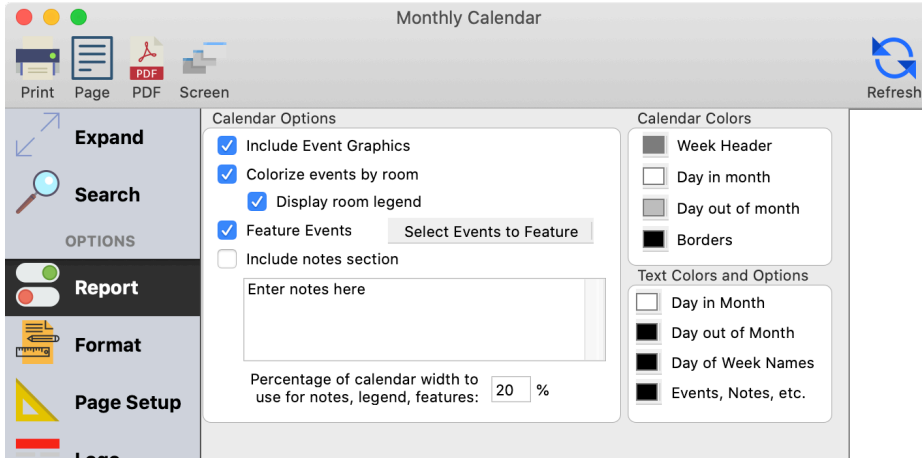 Monthly Calendar
PDF
Print Page PDF Screen Refresh
Expand
Search
OPTIONS
Report
Format
Page Setup
Calendar Options
Include Event Graphics
Colorize events by room
Display room legend
Feature Events Select Events to Feature
Include notes section
Enter notes here
Percentage of calendar width to
use for notes, legend, features: 20 %
Calendar Colors
Week Header
Day in month
Day out of month
Borders
Text Colors and Options
Day in Month
Day out of Month
Day of Week Names
Events, Notes, etc.